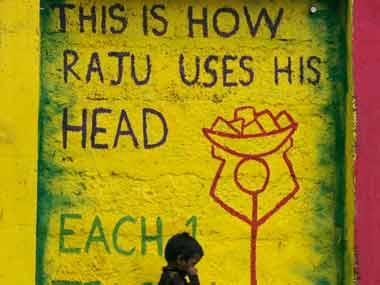 THIS IS HOW
RAJU USES HIS
HEAD
EACH 1